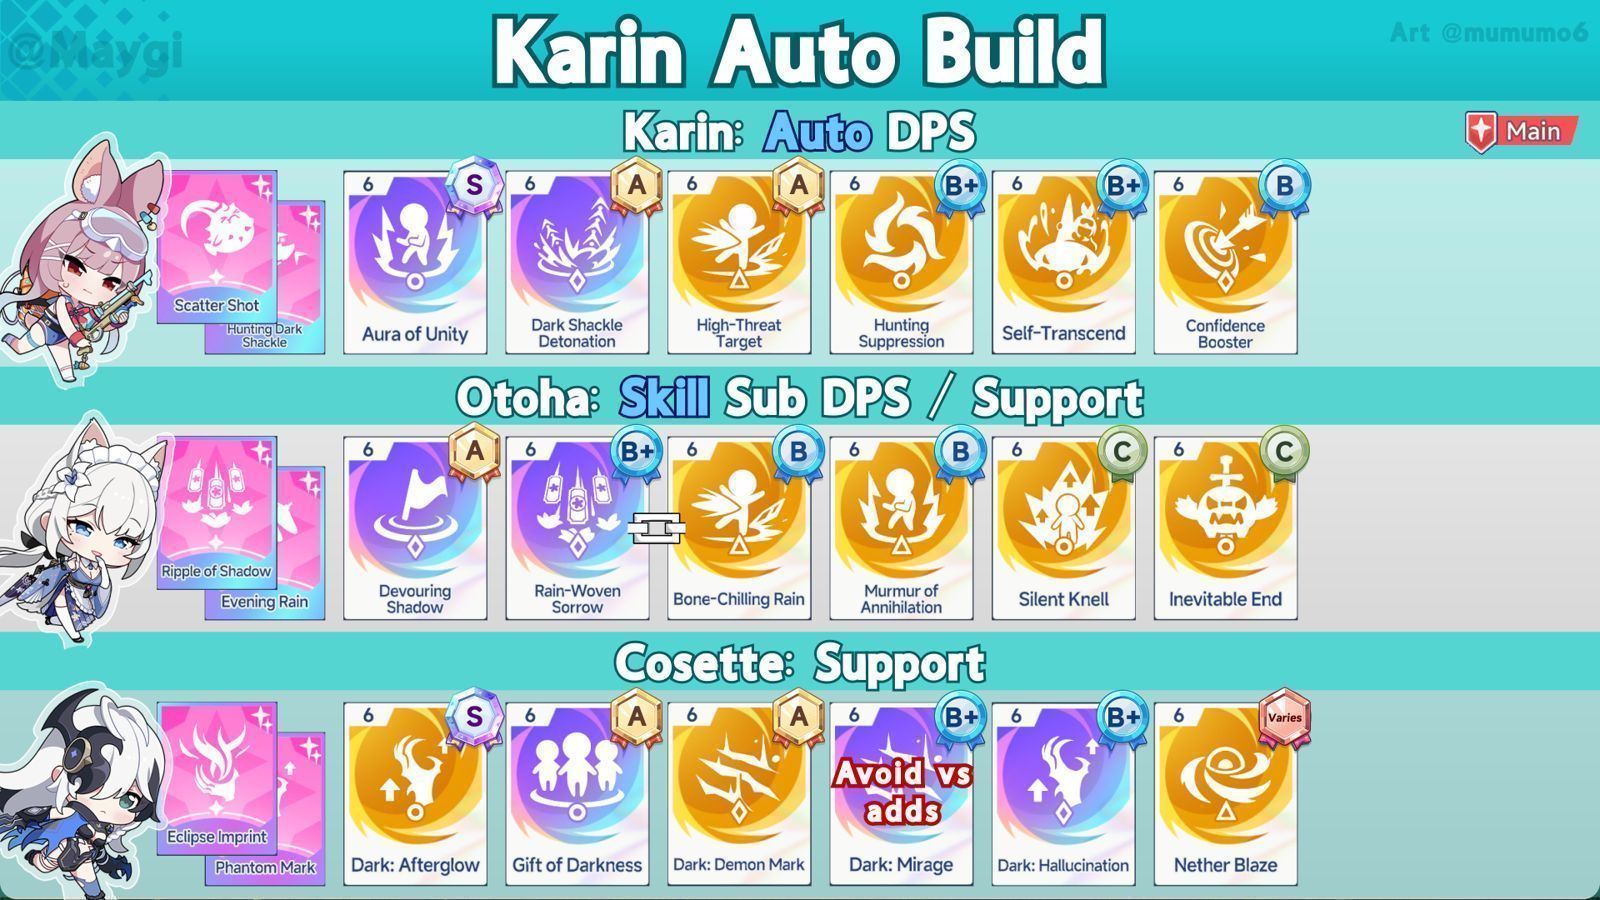 @Maygi
Karin Auto Build
Art @mumumo6
Karin: Auto DPS
Main
Scatter Shot
Hunting Dark
Shackle
6
S
Aura of Unity
6
A
Dark Shackle
Detonation
6
A
High-Threat
Target
6
B+
Hunting
Suppression
6
B+
Self-Transcend
6
B
Confidence
Booster
Otoha: Skill Sub DPS / Support
Ripple of Shadow
Evening Rain
6
A
Devouring
Shadow
6
B+
Rain-Woven
Sorrow
6
B
Bone-Chilling Rain
6
B
Murmur of
Annihilation
6
C
Silent Knell
6
C
Inevitable End
Cosette: Support
Eclipse Imprint
Phantom Mark
6
S
Dark: Afterglow
6
A
Gift of Darkness
6
A
Dark: Demon Mark
6
B+
Avoid vs
adds
Dark: Mirage
6
B+
Dark: Hallucination
6
Varies
Nether Blaze